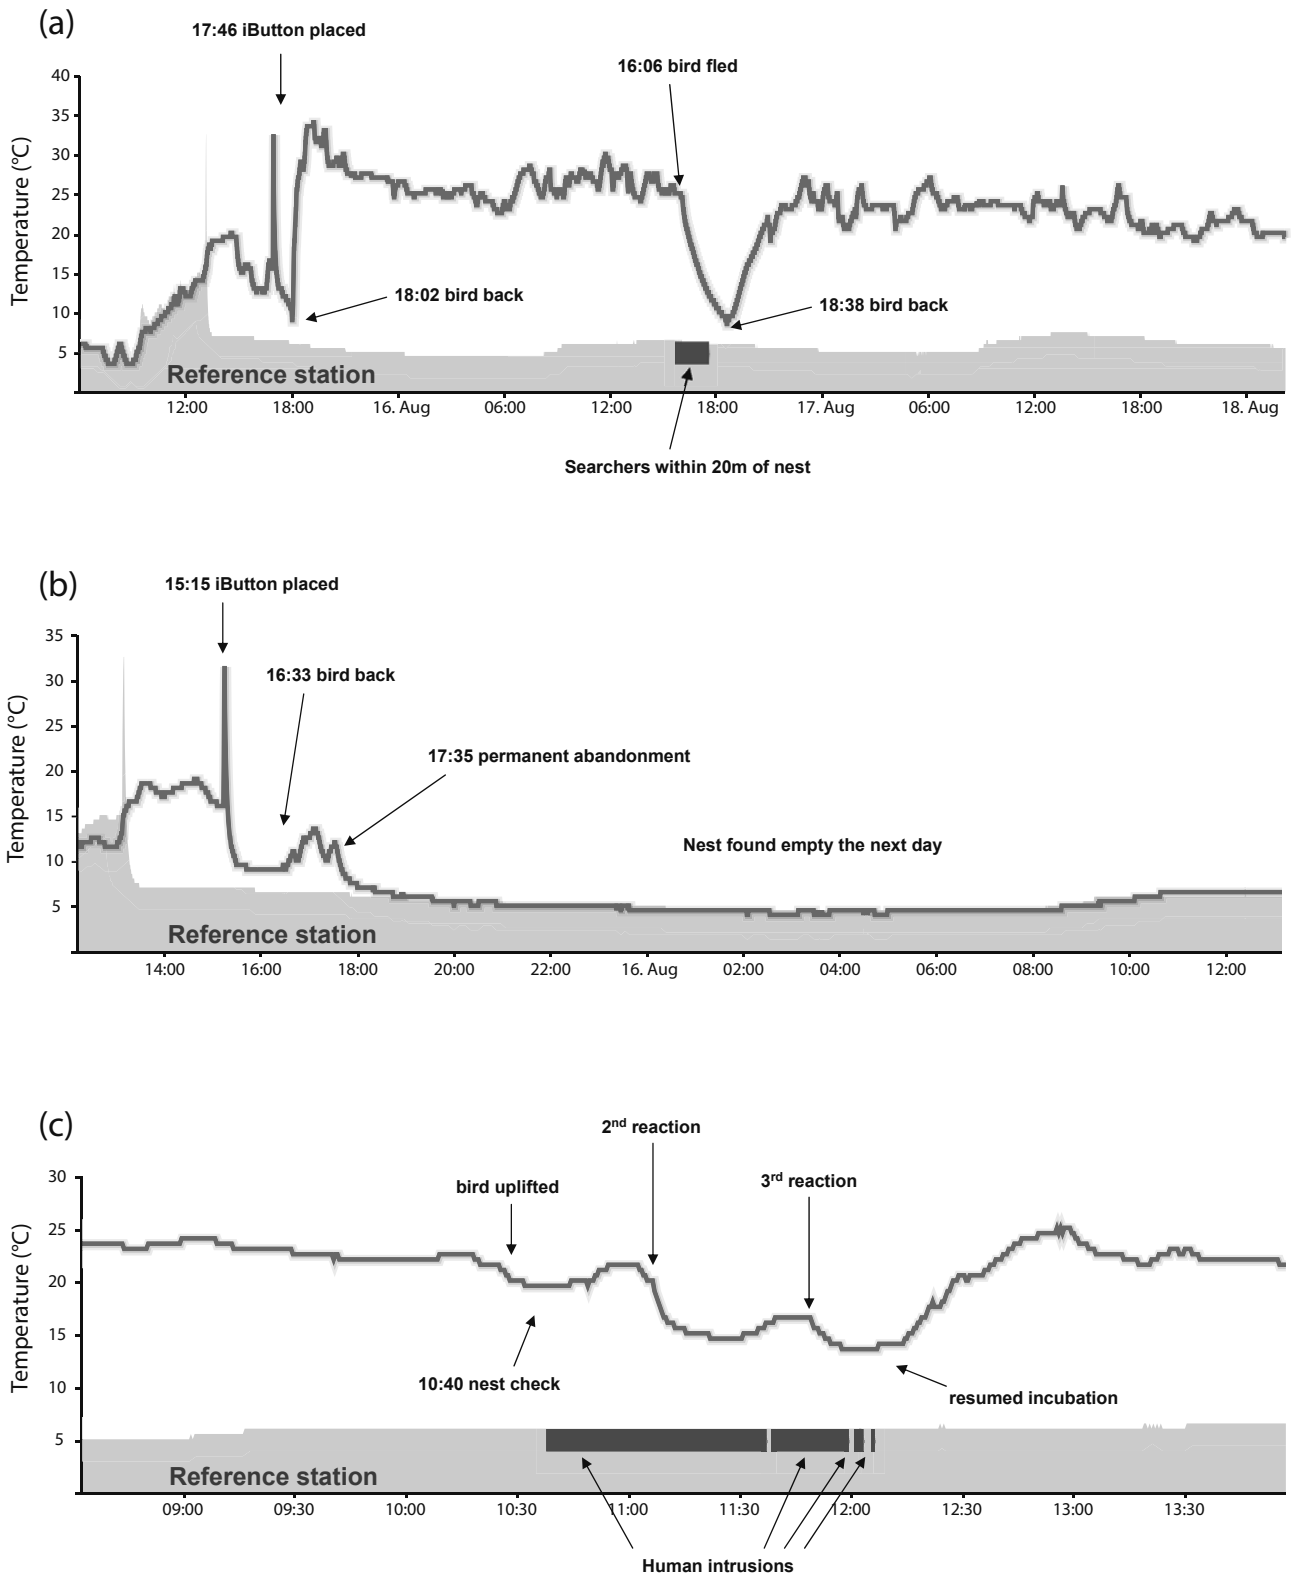 (a)
17:46 iButton placed
16:06 bird fled
40
35
30
25
20
15
10
5
Temperature (°C)
18:02 bird back
18:38 bird back
Reference station
12:00 18:00 16. Aug 06:00 12:00 18:00 17. Aug 06:00 12:00 18:00 18. Aug
Searchers within 20m of nest
(b)
15:15 iButton placed
35
30
25
20
15
10
5
Temperature (°C)
16:33 bird back
17:35 permanent abandonment
Nest found empty the next day
Reference station
14:00 16:00 18:00 20:00 22:00 16. Aug 02:00 04:00 06:00 08:00 10:00 12:00
(c)
2nd reaction
30
25
20
15
10
5
Temperature (°C)
bird uplifted
3rd reaction
10:40 nest check
resumed incubation
Reference station
09:00 09:30 10:00 10:30 11:00 11:30 12:00 12:30 13:00 13:30
Human intrusions